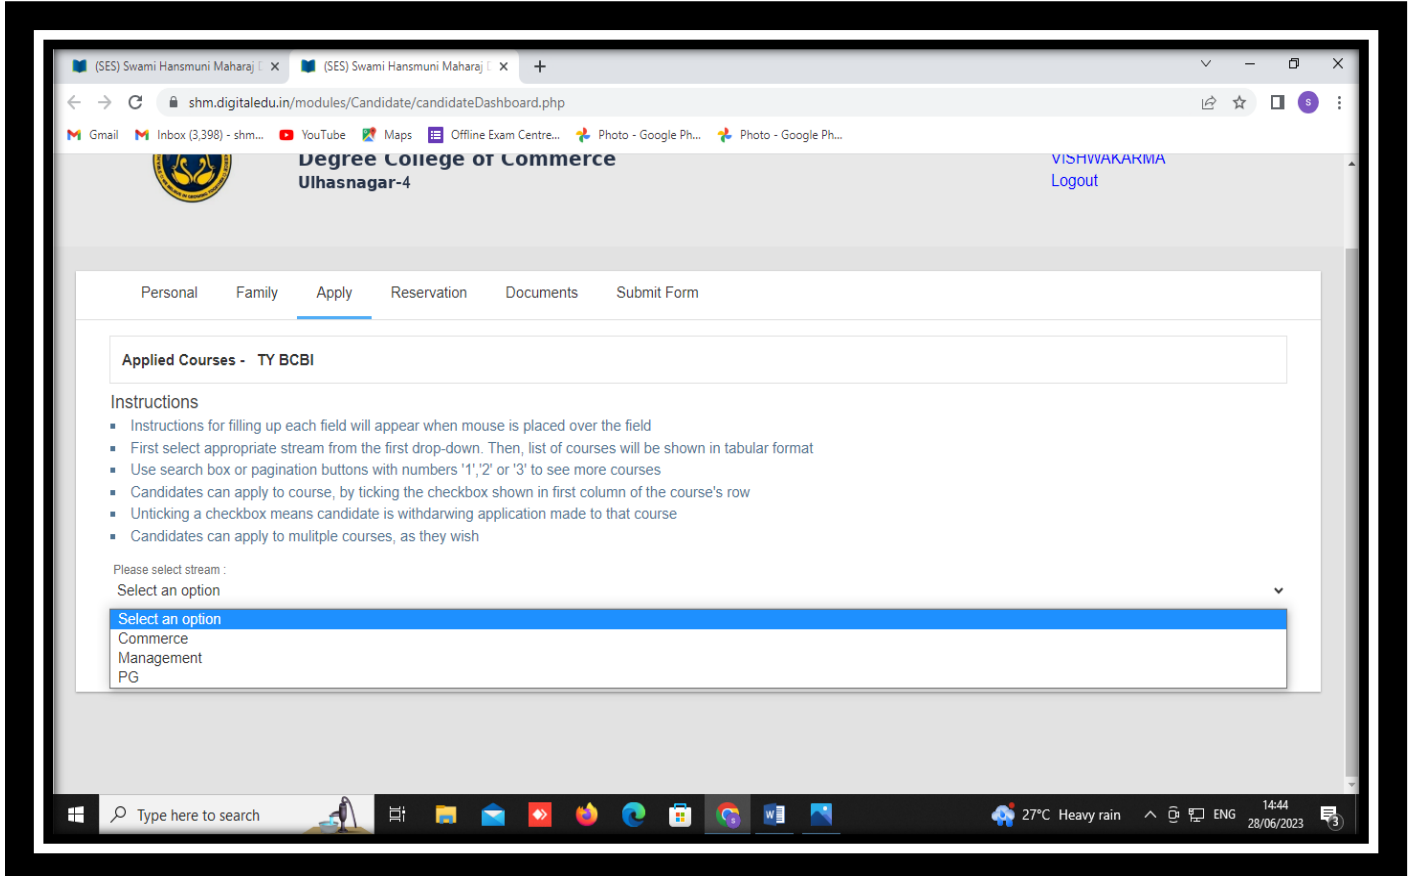 (SES) Swami Hansmuni Maharaj D
(SES) Swami Hansmuni Maharaj D
shm.digitaledu.in/modules/Candidate/candidateDashboard.php
S
Gmail
Inbox (3,398) - shm...
YouTube
Maps
Offline Exam Centre...
Photo - Google Ph...
Photo - Google Ph...
Degree College of Commerce
Ulhasnagar-4
VISHWAKARMA
Logout
Personal
Family
Apply
Reservation
Documents
Submit Form
Applied Courses - TY BCBI
Instructions
Instructions for filling up each field will appear when mouse is placed over the field
First select appropriate stream from the first drop-down. Then, list of courses will be shown in tabular format
Use search box or pagination buttons with numbers '1','2' or '3' to see more courses
Candidates can apply to course, by ticking the checkbox shown in first column of the course's row
Unticking a checkbox means candidate is withdarwing application made to that course
Candidates can apply to mulitple courses, as they wish
Please select stream :
Select an option
Select an option
Commerce
Management
PG
Type here to search
27°C Heavy rain
ENG
14:44
28/06/2023
3